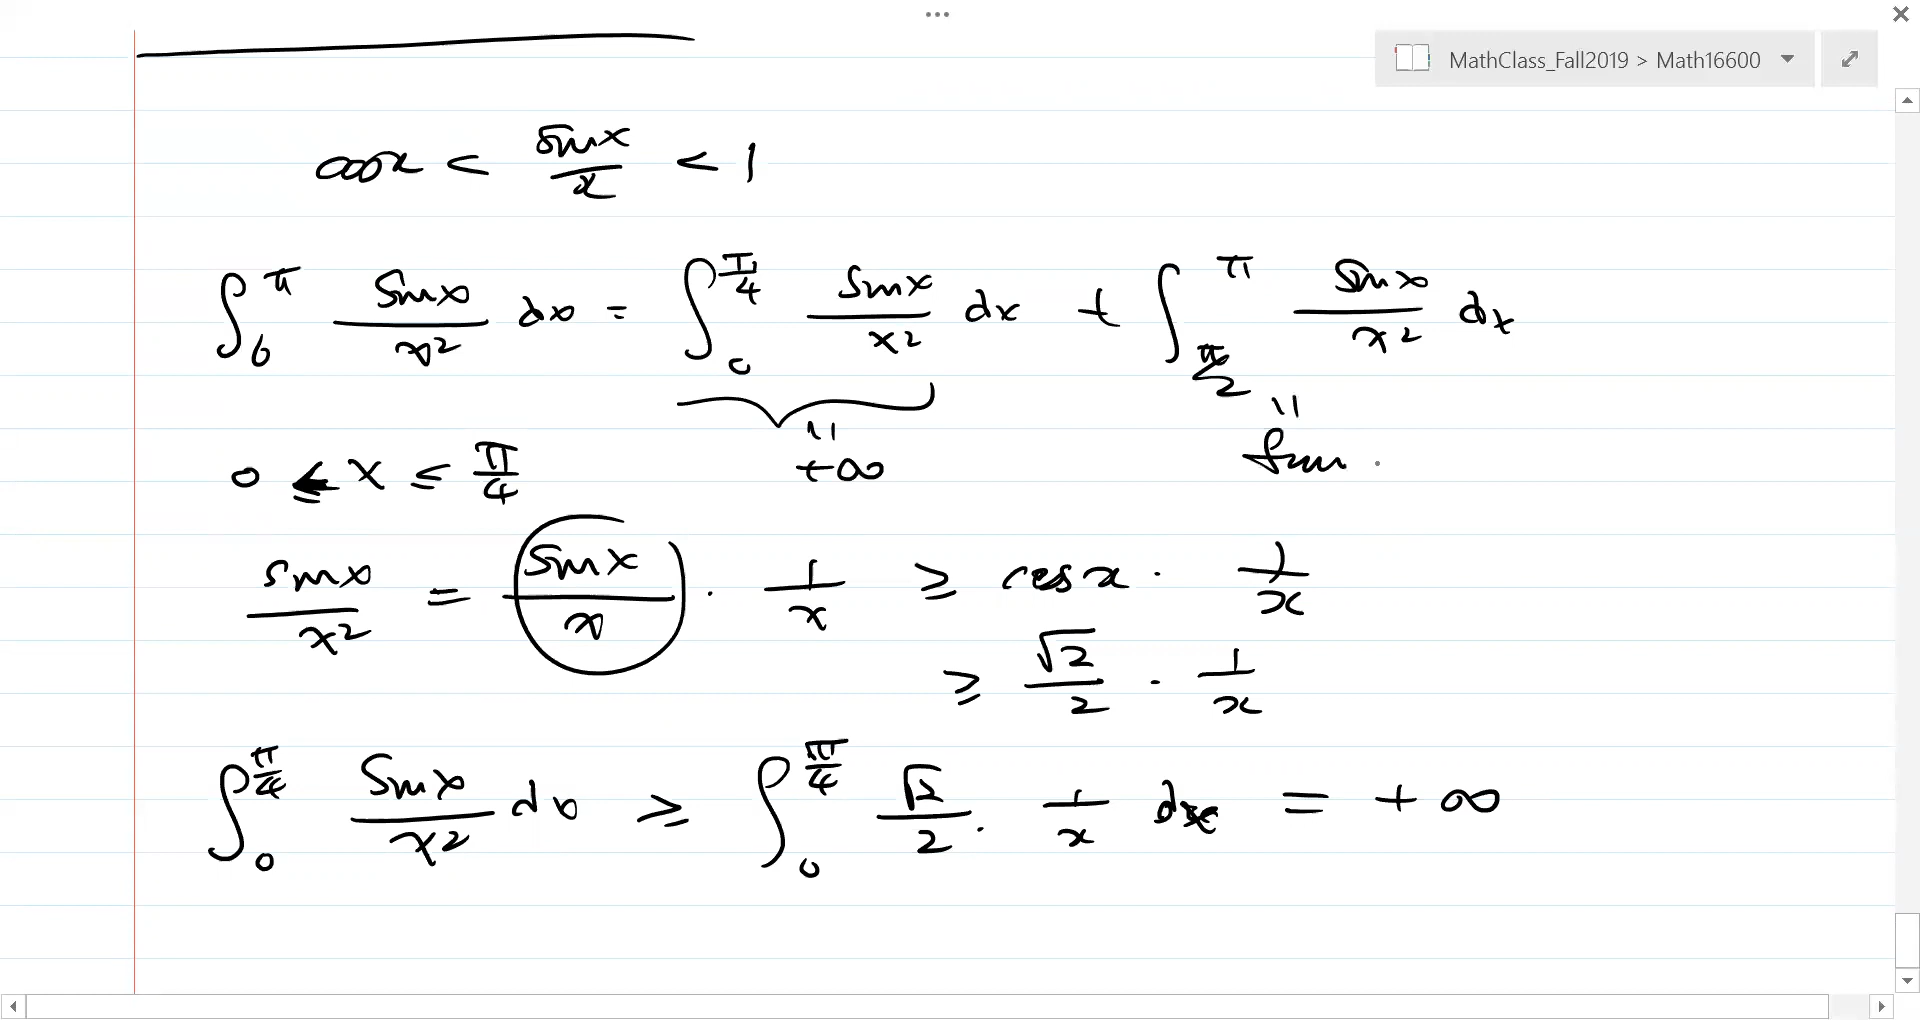 MathClass_Fall2019 > Math16600
cos x < sin x / x < 1
∫_0^π sin x / x² dx = ∫_0^{π/4} sin x / x² dx + ∫_{π/2}^π sin x / x² dx
= +∞ =
0 ≤ x ≤ π/4
sin x / x² = sin x / x · 1/x ≥ cos x · 1/x
≥ √2/2 · 1/x
∫_0^{π/4} sin x / x² dx ≥ ∫_0^{π/4} √2/2 · 1/x dx = +∞